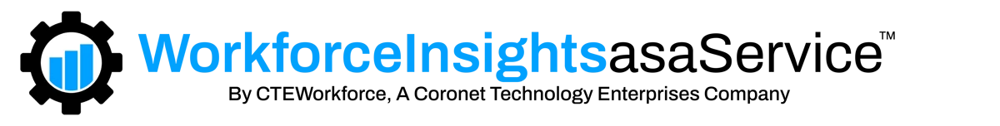 WorkforceInsightsasaService™
By CTEWorkforce, A Coronet Technology Enterprises Company